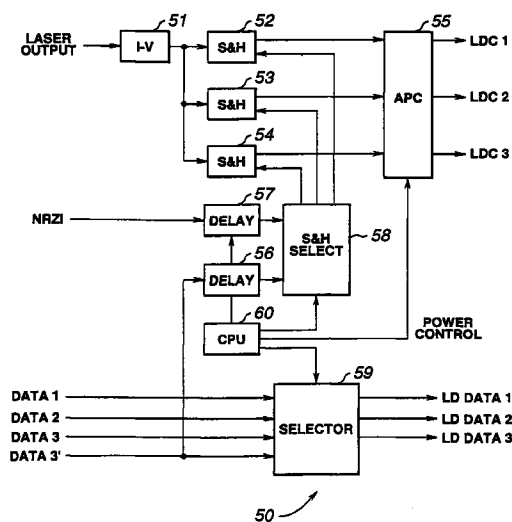 51
52
55
LASER OUTPUT
I-V
S&H
LDC 1
53
S&H
APC
LDC 2
54
S&H
LDC 3
57
NRZI
DELAY
S&H SELECT
58
56
DELAY
60
CPU
POWER CONTROL
59
DATA 1
LD DATA 1
DATA 2
SELECTOR
LD DATA 2
DATA 3
LD DATA 3
DATA 3'
50